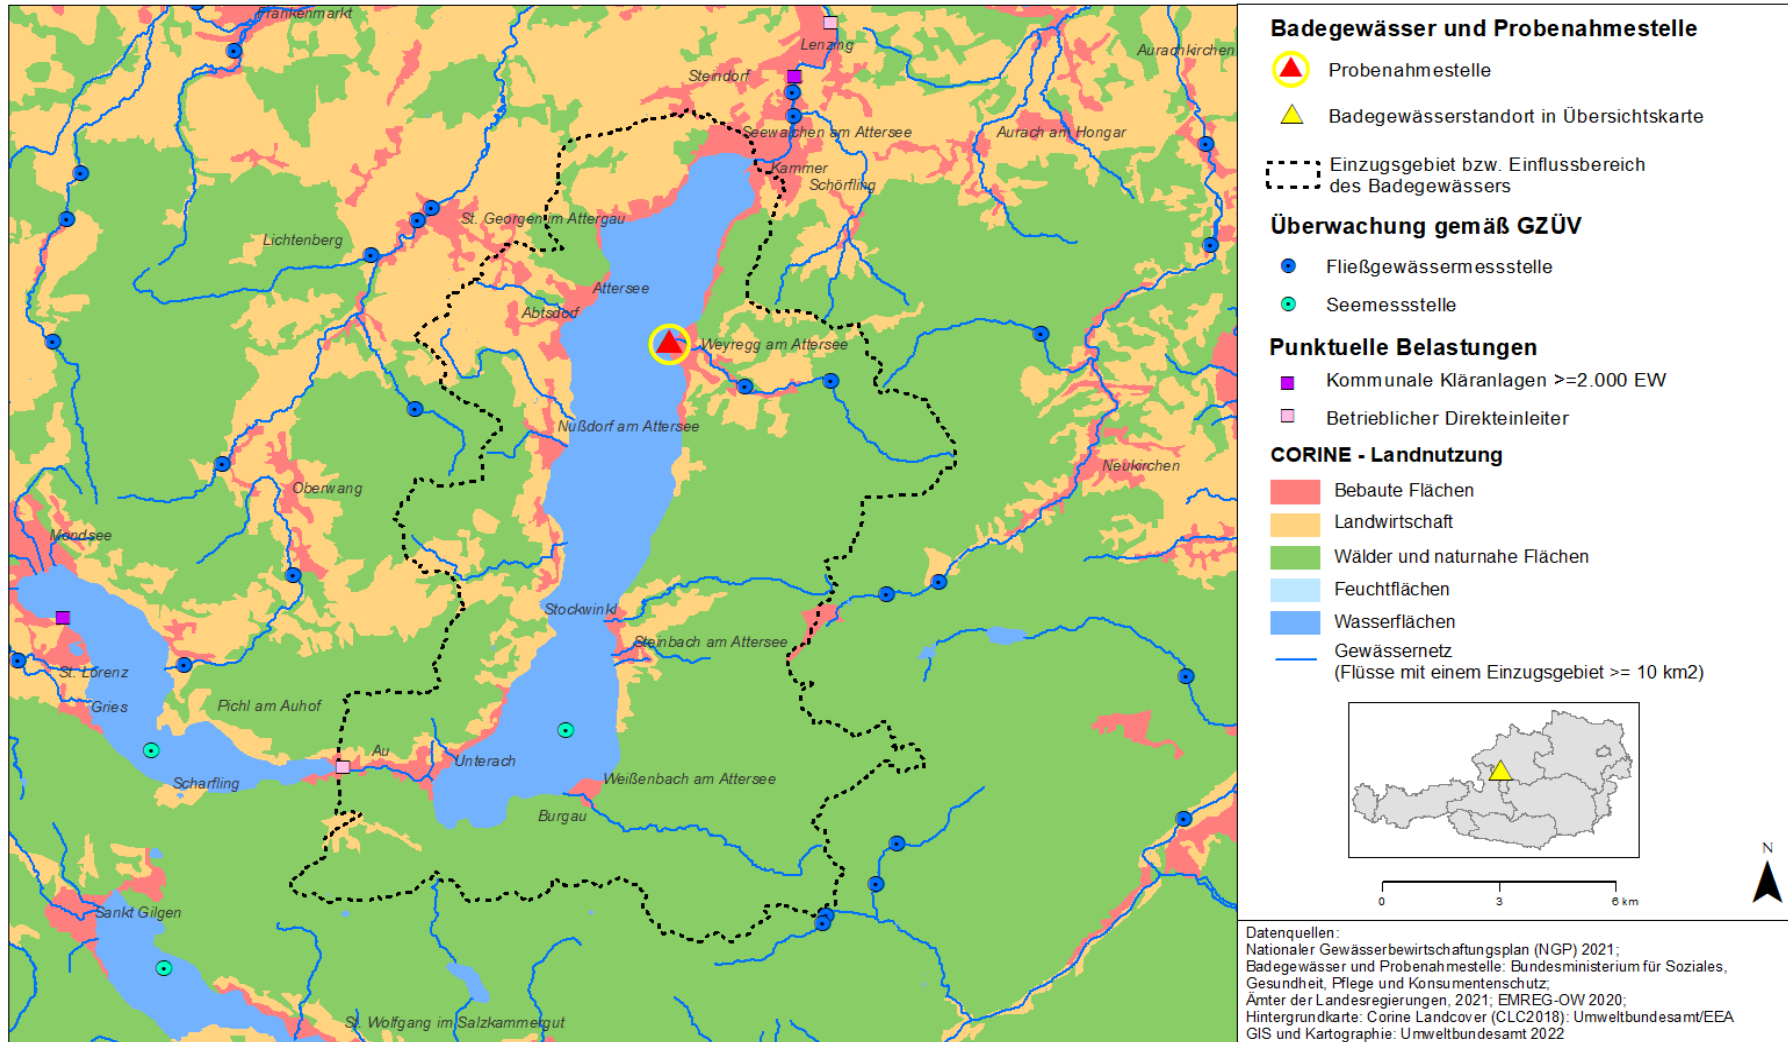 Frankenmarkt
Lenzing
Aurachkirchen
Steindorf
Seewalchen am Attersee
Aurach am Hongar
Kammer
Schörfling
St. Georgen im Attergau
Lichtenberg
Attersee
Abtsdorf
Weyregg am Attersee
Nußdorf am Attersee
Neukirchen
Oberwang
Mondsee
Stockwinkl
Steinbach am Attersee
St. Lorenz
Gries
Pichl am Auhof
Au
Unterach
Scharfling
Weißenbach am Attersee
Burgau
Sankt Gilgen
St. Wolfgang im Salzkammergut
Badegewässer und Probenahmestelle
Probenahmestelle
Badegewässerstandort in Übersichtskarte
Einzugsgebiet bzw. Einflussbereich
des Badegewässers
Überwachung gemäß GZÜV
Fließgewässermessstelle
Seemessstelle
Punktuelle Belastungen
Kommunale Kläranlagen >=2.000 EW
Betrieblicher Direkteinleiter
CORINE - Landnutzung
Bebaute Flächen
Landwirtschaft
Wälder und naturnahe Flächen
Feuchtflächen
Wasserflächen
Gewässernetz
(Flüsse mit einem Einzugsgebiet >= 10 km2)
N
0 3 6 km
Datenquellen:
Nationaler Gewässerbewirtschaftungsplan (NGP) 2021;
Badegewässer und Probenahmestelle: Bundesministerium für Soziales,
Gesundheit, Pflege und Konsumentenschutz;
Ämter der Landesregierungen, 2021; EMREG-OW 2020;
Hintergrundkarte: Corine Landcover (CLC2018): Umweltbundesamt/EEA
GIS und Kartographie: Umweltbundesamt 2022